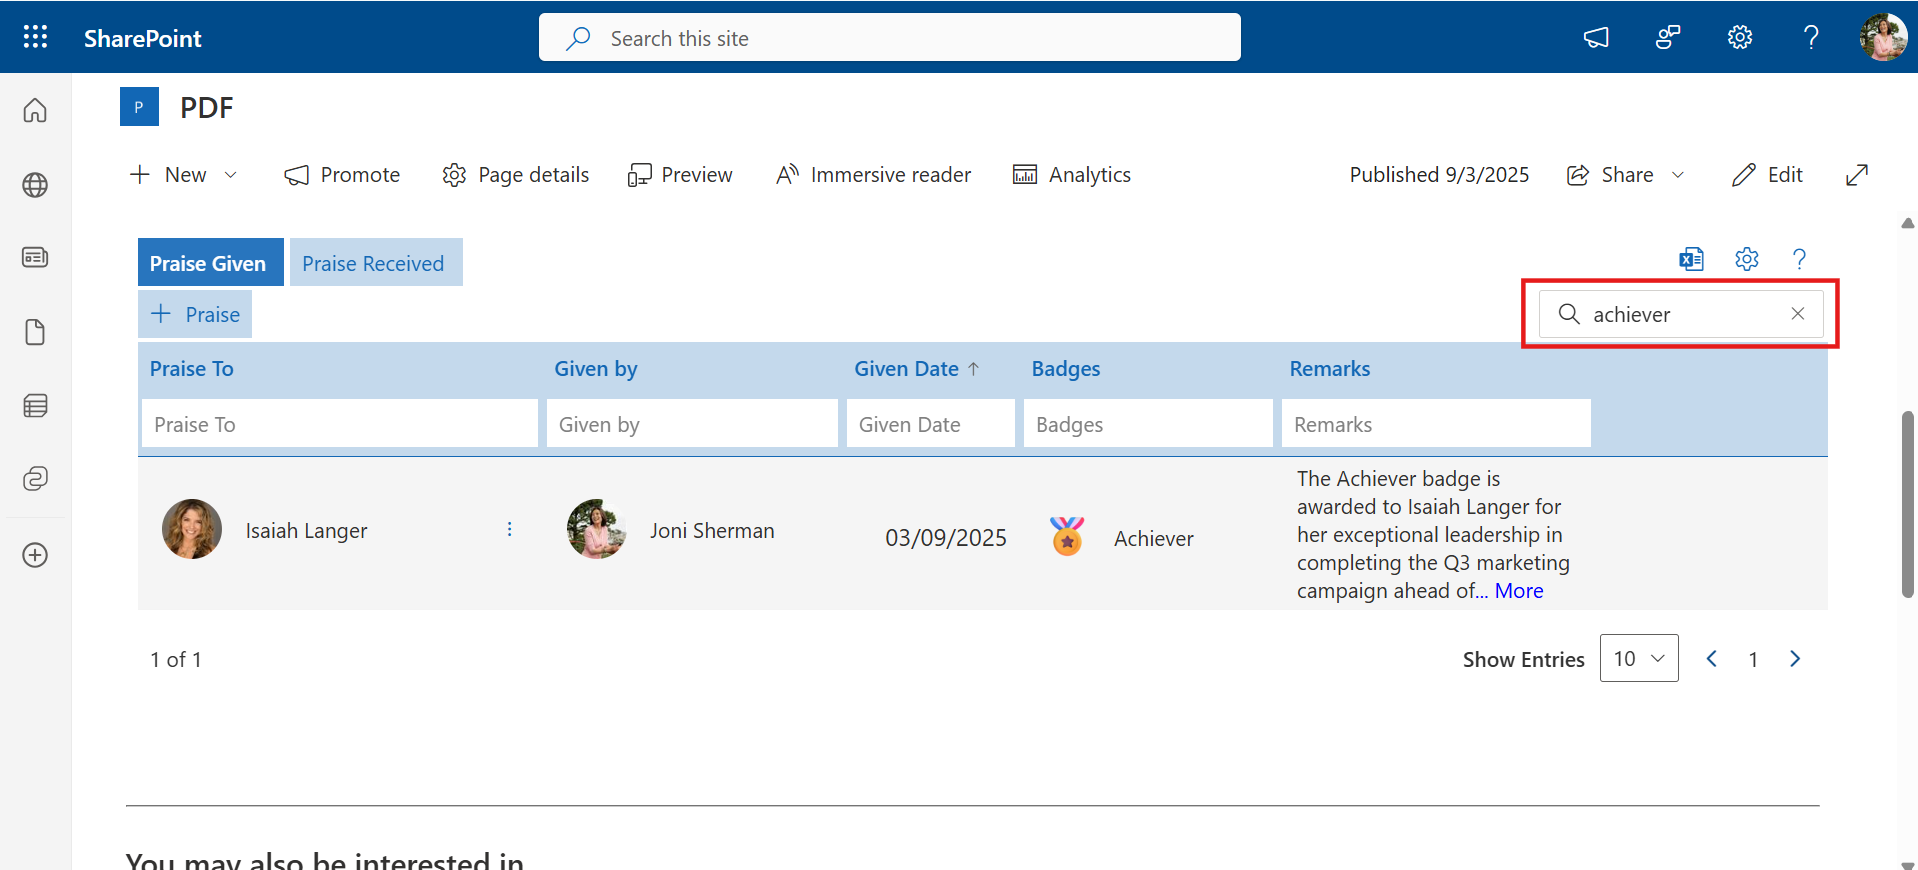 SharePoint
Search this site
P
PDF
New
Promote
Page details
Preview
Immersive reader
Analytics
Published 9/3/2025
Share
Edit
Praise Given
Praise Received
Praise
achiever
Praise To
Given by
Given Date ↑
Badges
Remarks
Praise To
Given by
Given Date
Badges
Remarks
Isaiah Langer
Joni Sherman
03/09/2025
Achiever
The Achiever badge is
awarded to Isaiah Langer for
her exceptional leadership in
completing the Q3 marketing
campaign ahead of... More
1 of 1
Show Entries
10
1
You may also be interested in